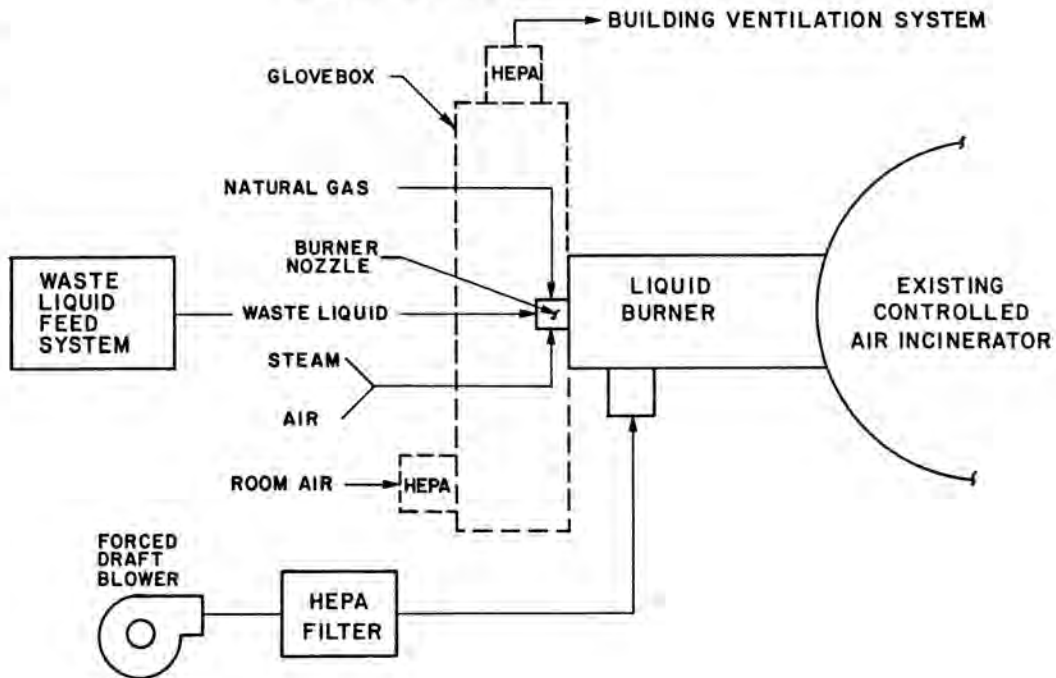 BUILDING VENTILATION SYSTEM
HEPA
GLOVEBOX
NATURAL GAS
BURNER
NOZZLE
WASTE
LIQUID
FEED
SYSTEM
WASTE LIQUID
LIQUID
BURNER
EXISTING
CONTROLLED
AIR INCINERATOR
STEAM
AIR
ROOM AIR
HEPA
FORCED
DRAFT
BLOWER
HEPA
FILTER